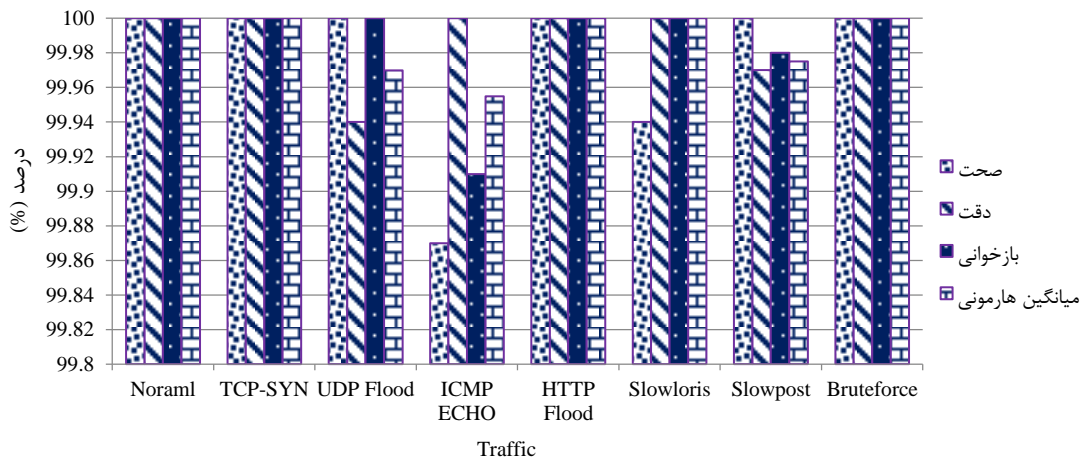 100
99.98
99.96
99.94
99.92
99.9
99.88
99.86
99.84
99.82
99.8
درصد (%)
Noraml
TCP-SYN
UDP Flood
ICMP
ECHO
HTTP
Flood
Slowloris
Slowpost
Bruteforce
Traffic
صحت
دقت
بازخوانی
میانگین هارمونی